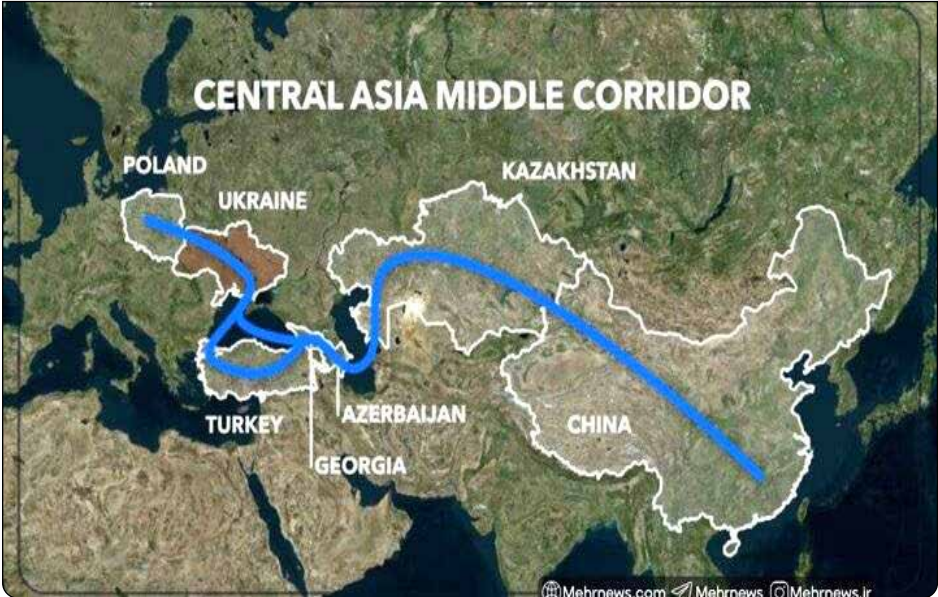 CENTRAL ASIA MIDDLE CORRIDOR
POLAND
KAZAKHSTAN
UKRAINE
TURKEY
AZERBAIJAN
CHINA
GEORGIA
Mehrnews.com Mehrnews Mehrnews.ir